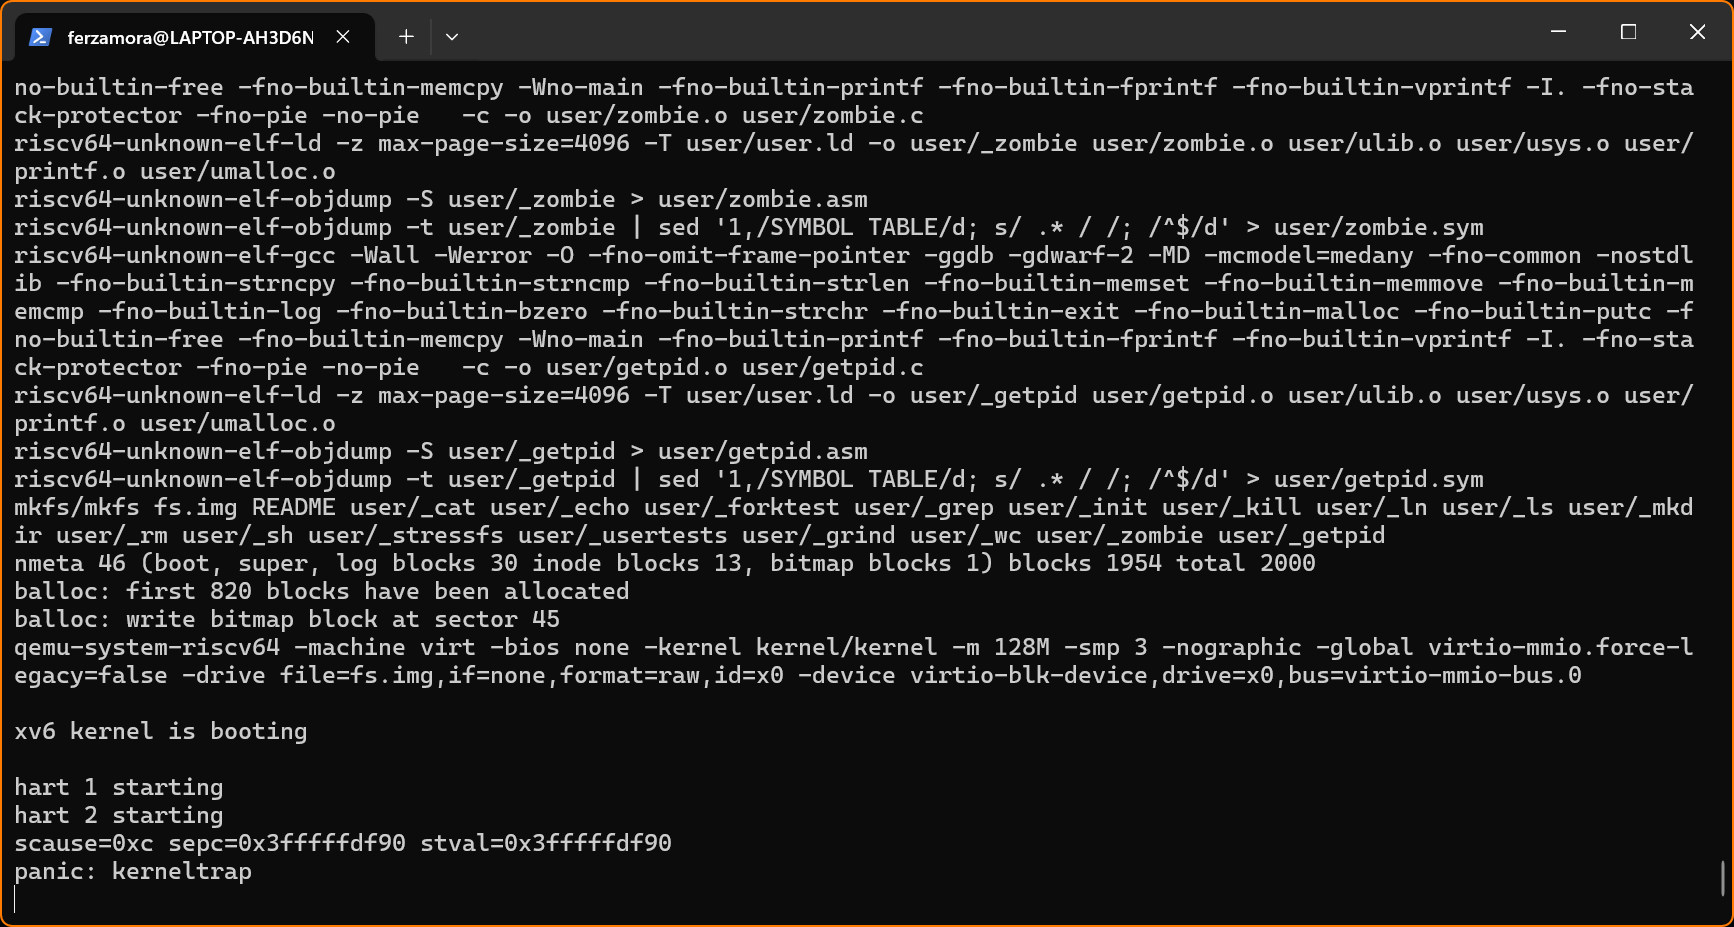 ferzamora@LAPTOP-AH3D6N
no-builtin-free -fno-builtin-memcpy -Wno-main -fno-builtin-printf -fno-builtin-fprintf -fno-builtin-vprintf -I. -fno-sta
ck-protector -fno-pie -no-pie   -c -o user/zombie.o user/zombie.c
riscv64-unknown-elf-ld -z max-page-size=4096 -T user/user.ld -o user/_zombie user/zombie.o user/ulib.o user/usys.o user/
printf.o user/umalloc.o
riscv64-unknown-elf-objdump -S user/_zombie > user/zombie.asm
riscv64-unknown-elf-objdump -t user/_zombie | sed '1,/SYMBOL TABLE/d; s/ .* / /; /^$/d' > user/zombie.sym
riscv64-unknown-elf-gcc -Wall -Werror -O -fno-omit-frame-pointer -ggdb -gdwarf-2 -MD -mcmodel=medany -fno-common -nostdl
ib -fno-builtin-strncpy -fno-builtin-strncmp -fno-builtin-strlen -fno-builtin-memset -fno-builtin-memmove -fno-builtin-m
emcmp -fno-builtin-log -fno-builtin-bzero -fno-builtin-strchr -fno-builtin-exit -fno-builtin-malloc -fno-builtin-putc -f
no-builtin-free -fno-builtin-memcpy -Wno-main -fno-builtin-printf -fno-builtin-fprintf -fno-builtin-vprintf -I. -fno-sta
ck-protector -fno-pie -no-pie   -c -o user/getpid.o user/getpid.c
riscv64-unknown-elf-ld -z max-page-size=4096 -T user/user.ld -o user/_getpid user/getpid.o user/ulib.o user/usys.o user/
printf.o user/umalloc.o
riscv64-unknown-elf-objdump -S user/_getpid > user/getpid.asm
riscv64-unknown-elf-objdump -t user/_getpid | sed '1,/SYMBOL TABLE/d; s/ .* / /; /^$/d' > user/getpid.sym
mkfs/mkfs fs.img README user/_cat user/_echo user/_forktest user/_grep user/_init user/_kill user/_ln user/_ls user/_mkd
ir user/_rm user/_sh user/_stressfs user/_usertests user/_grind user/_wc user/_zombie user/_getpid
nmeta 46 (boot, super, log blocks 30 inode blocks 13, bitmap blocks 1) blocks 1954 total 2000
balloc: first 820 blocks have been allocated
balloc: write bitmap block at sector 45
qemu-system-riscv64 -machine virt -bios none -kernel kernel/kernel -m 128M -smp 3 -nographic -global virtio-mmio.force-l
egacy=false -drive file=fs.img,if=none,format=raw,id=x0 -device virtio-blk-device,drive=x0,bus=virtio-mmio-bus.0
xv6 kernel is booting
hart 1 starting
hart 2 starting
scause=0xc sepc=0x3fffffdf90 stval=0x3fffffdf90
panic: kerneltrap